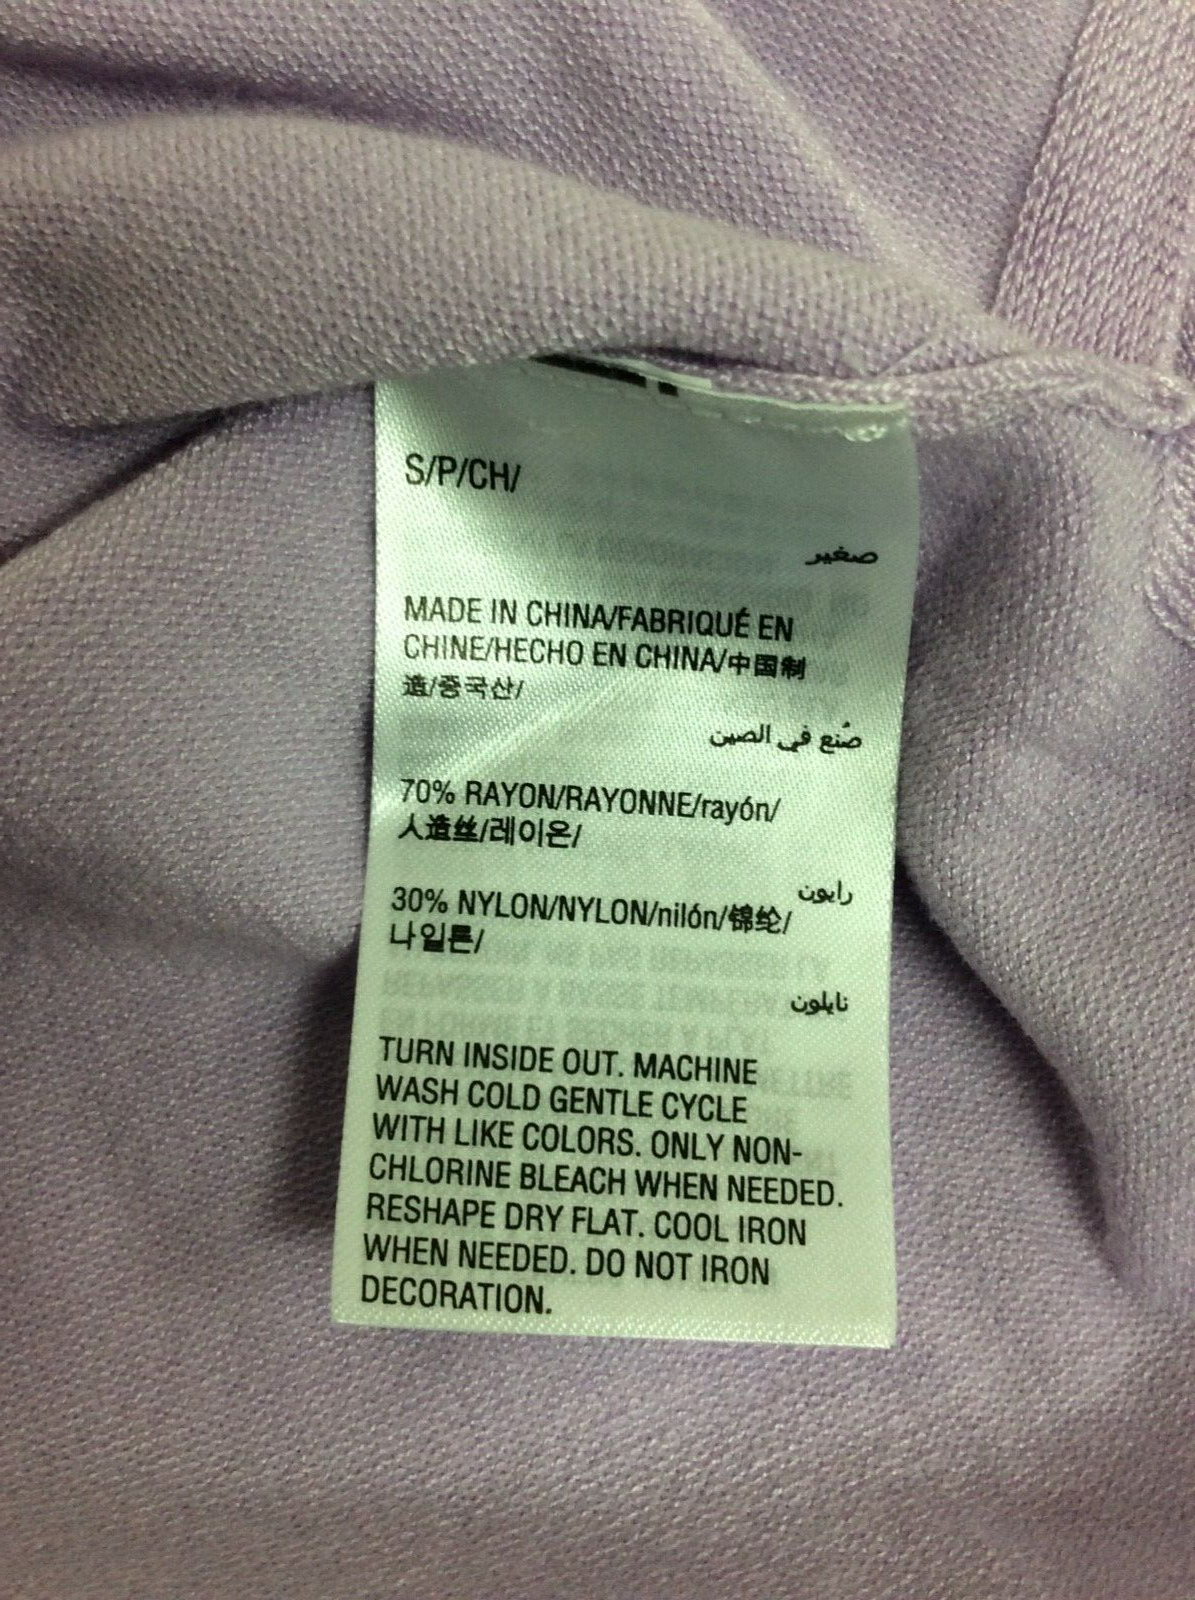 S/P/CH/
صغير
MADE IN CHINA/FABRIQUÉ EN
CHINE/HECHO EN CHINA/中国制
造/중국산/
صُنع في الصين
70% RAYON/RAYONNE/rayón/
人造丝/레이온/
رايون
30% NYLON/NYLON/nilón/锦纶/
나일론/
نايلون
TURN INSIDE OUT. MACHINE
WASH COLD GENTLE CYCLE
WITH LIKE COLORS. ONLY NON-
CHLORINE BLEACH WHEN NEEDED.
RESHAPE DRY FLAT. COOL IRON
WHEN NEEDED. DO NOT IRON
DECORATION.